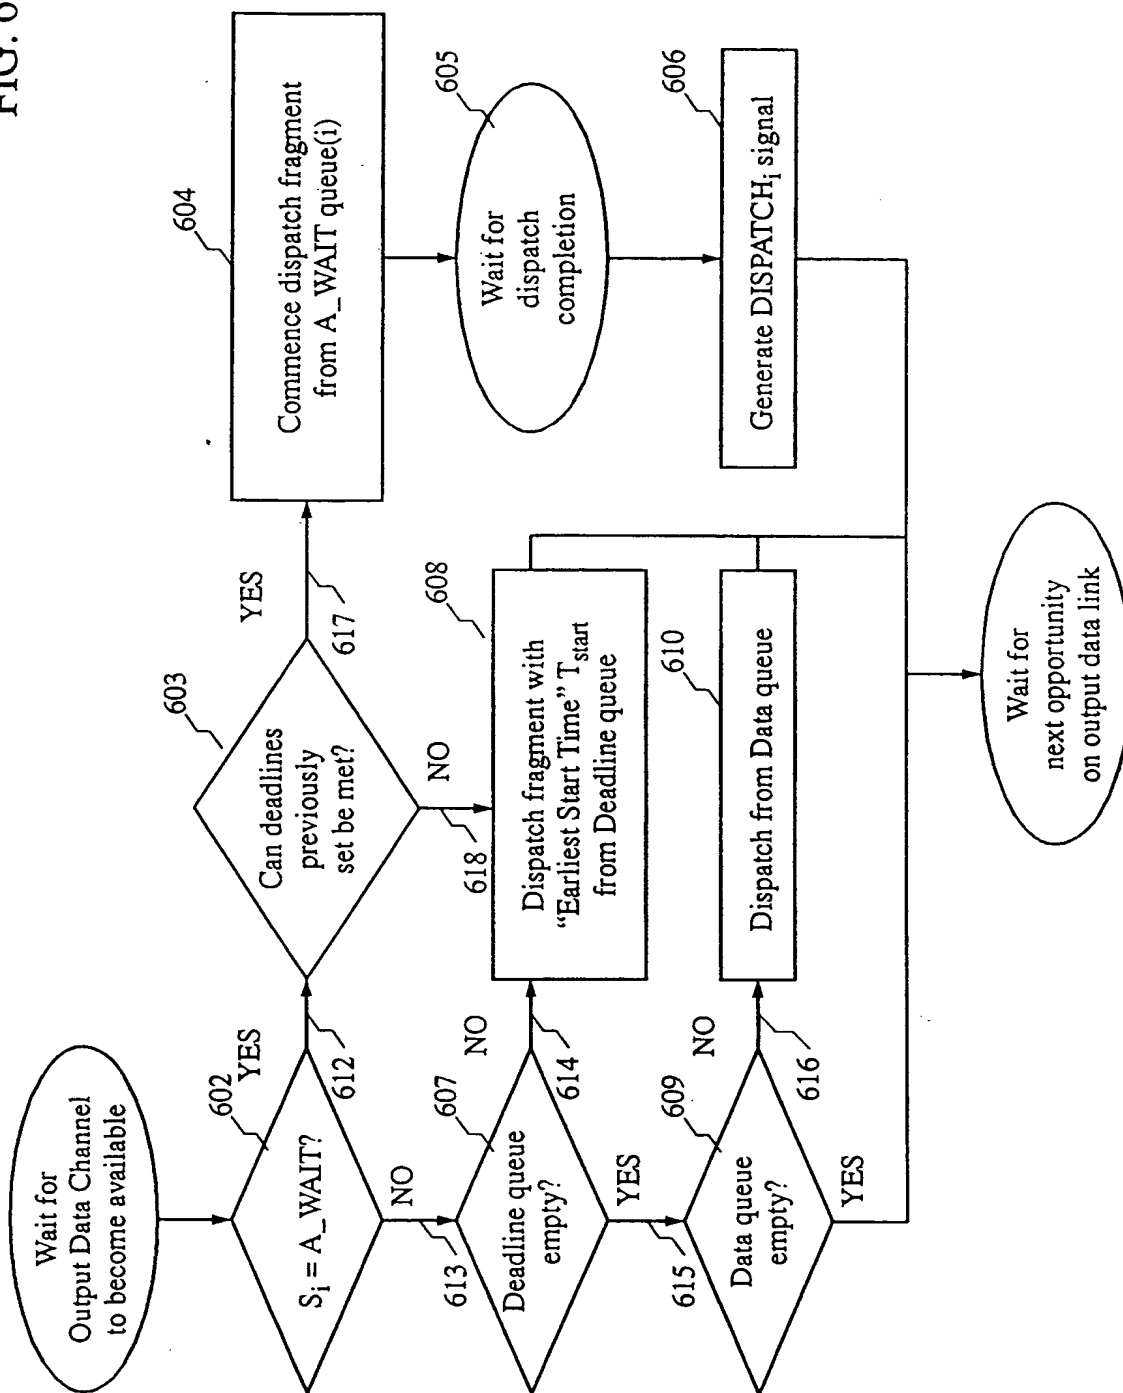 FIG. 6
Wait for
Output Data Channel
to become available
602
S_i = A_WAIT?
YES
612
NO
613
603
Can deadlines
previously
set be met?
YES
617
NO
618
604
Commence dispatch fragment
from A_WAIT queue(i)
605
Wait for
dispatch
completion
606
Generate DISPATCH_i signal
607
Deadline queue
empty?
NO
614
YES
615
608
Dispatch fragment with
“Earliest Start Time” T_start
from Deadline queue
609
Data queue
empty?
NO
616
YES
610
Dispatch from Data queue
Wait for
next opportunity
on output data link